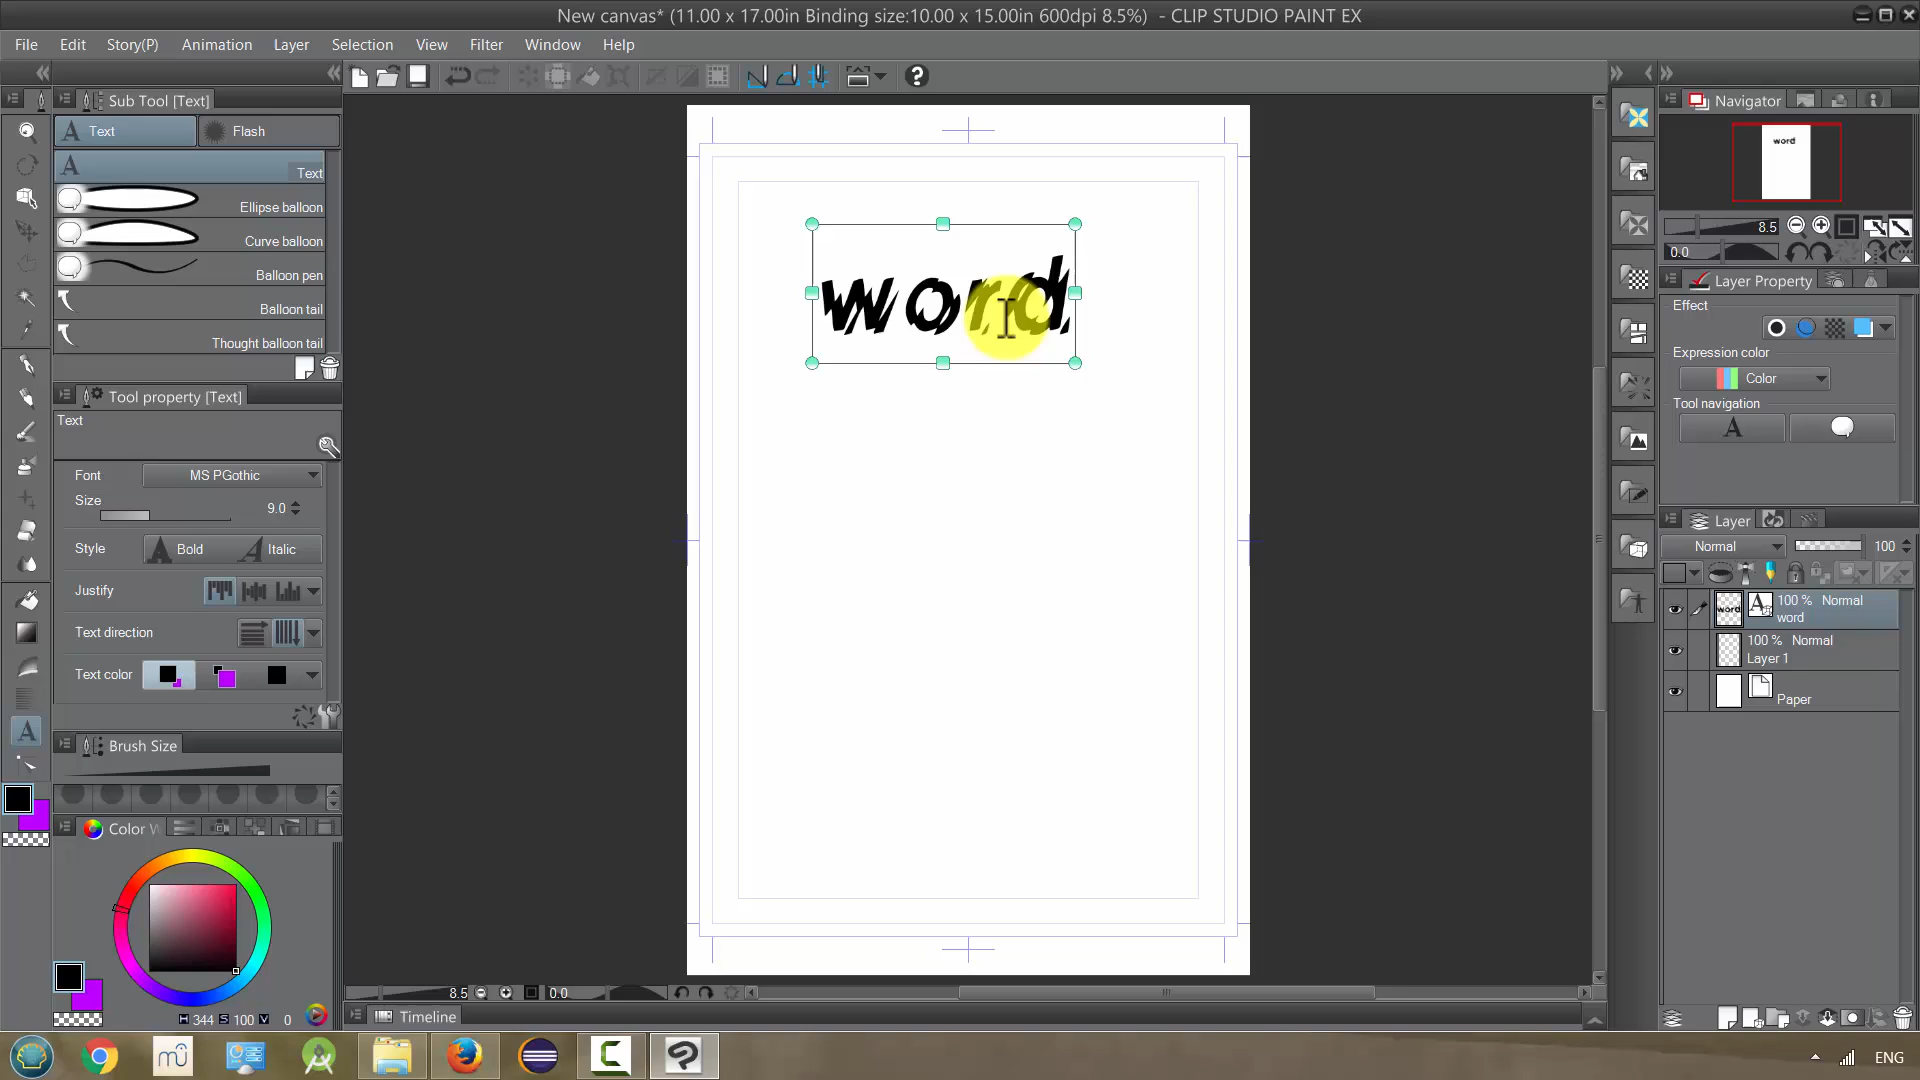 New canvas* (11.00 x 17.00in Binding size:10.00 x 15.00in 600dpi 8.5%)  - CLIP STUDIO PAINT EX
File Edit Story(P) Animation Layer Selection View Filter Window Help
Sub Tool [Text]
Text Flash
Text
Ellipse balloon
Curve balloon
Balloon pen
Balloon tail
Thought balloon tail
Tool property [Text]
Text
Font MS PGothic
Size 9.0
Style Bold Italic
Justify
Text direction
Text color
Brush Size
Color W
H 344 S 100 V 0
word
8.5 0.0
Timeline
Navigator
word
8.5
0.0
Layer Property
Effect
Expression color
Color
Tool navigation
Layer
Normal 100
word 100 % Normal
word
100 % Normal
Layer 1
Paper
ENG